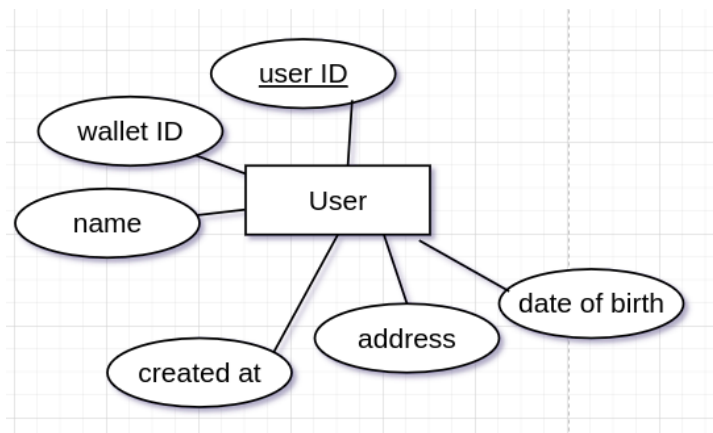 user ID
wallet ID
User
name
date of birth
address
created at